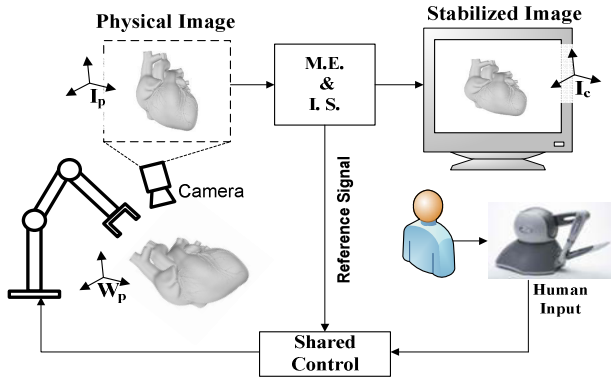 Physical Image
Stabilized Image
M.E.
&
I. S.
Ip
Ic
Camera
Reference Signal
Wp
Human
Input
Shared
Control